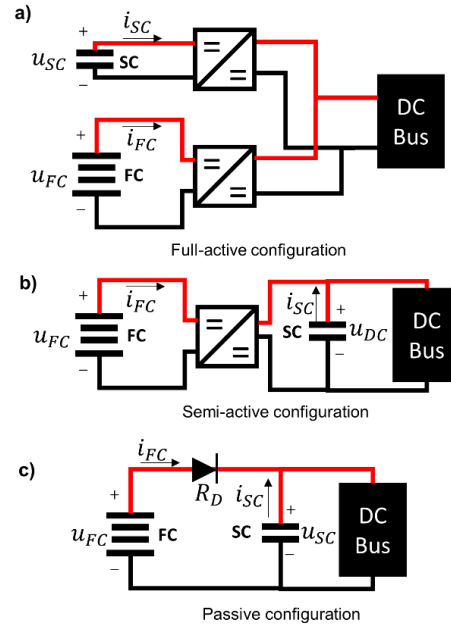 a)
+
i_SC
u_SC
SC
−
DC
Bus
+
i_FC
u_FC
FC
−
Full-active configuration
b)
+
i_FC
u_FC
FC
−
i_SC
+
SC
u_DC
−
DC
Bus
Semi-active configuration
c)
i_FC
+
R_D
i_SC
+
u_FC
FC
SC
u_SC
−
−
DC
Bus
Passive configuration